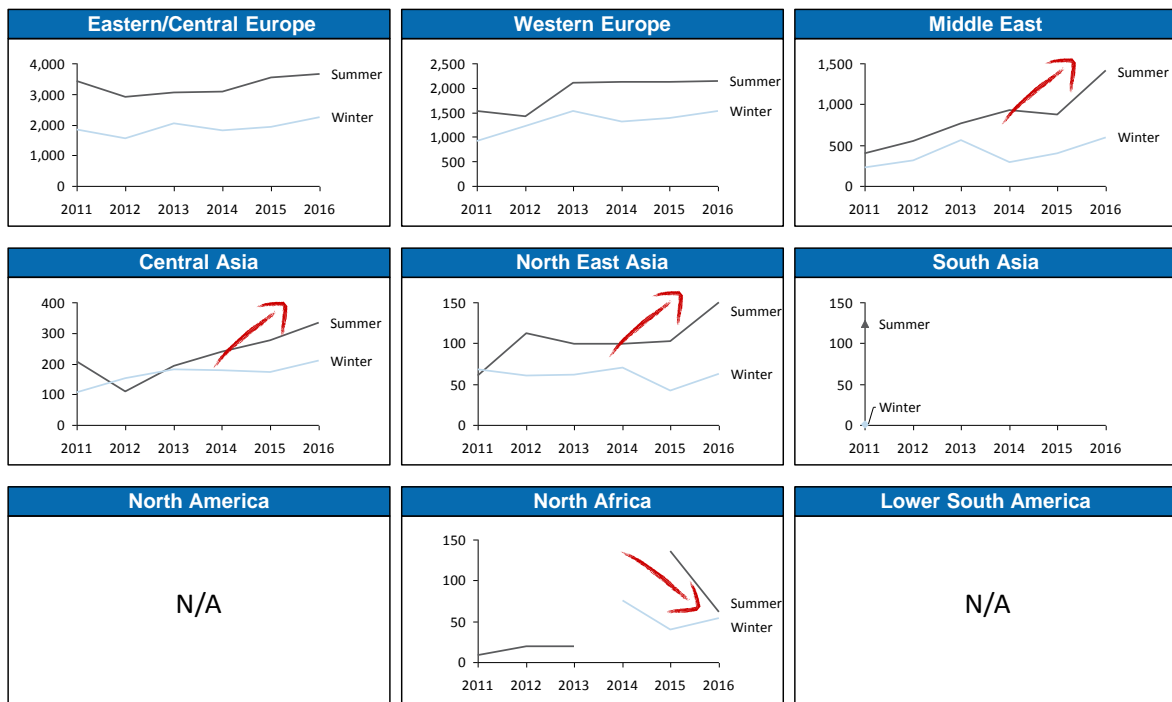 Eastern/Central Europe
4,000
3,000
2,000
1,000
0
2011 2012 2013 2014 2015 2016
Summer
Winter
Western Europe
2,500
2,000
1,500
1,000
500
0
2011 2012 2013 2014 2015 2016
Summer
Winter
Middle East
1,500
1,000
500
0
2011 2012 2013 2014 2015 2016
Summer
Winter
Central Asia
400
300
200
100
0
2011 2012 2013 2014 2015 2016
Summer
Winter
North East Asia
150
100
50
0
2011 2012 2013 2014 2015 2016
Summer
Winter
South Asia
150
100
50
0
2011 2012 2013 2014 2015 2016
Summer
Winter
North America
N/A
North Africa
150
100
50
0
2011 2012 2013 2014 2015 2016
Summer
Winter
Lower South America
N/A